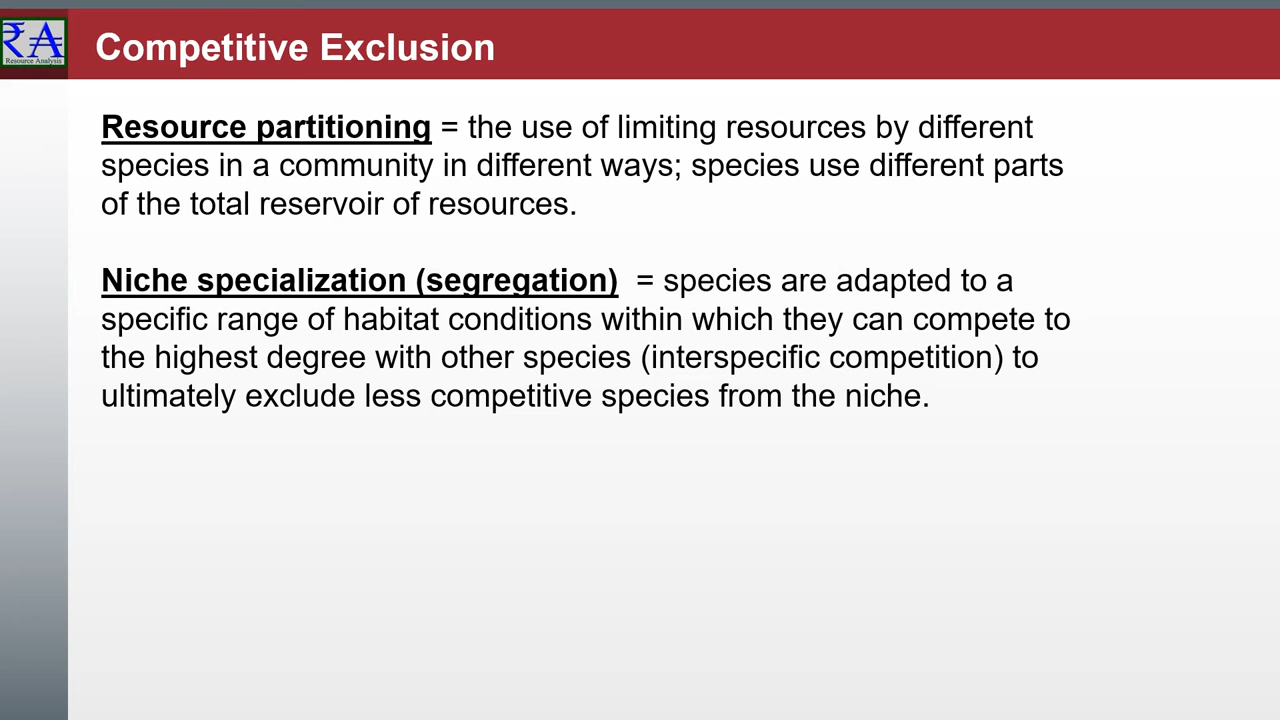 ₹A
Resource Analysis
Competitive Exclusion
Resource partitioning = the use of limiting resources by different
species in a community in different ways; species use different parts
of the total reservoir of resources.
Niche specialization (segregation)  = species are adapted to a
specific range of habitat conditions within which they can compete to
the highest degree with other species (interspecific competition) to
ultimately exclude less competitive species from the niche.